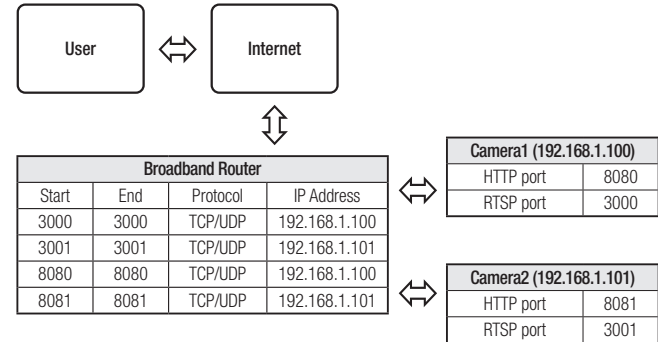 User
Internet
Broadband Router
Start End Protocol IP Address
3000 3000 TCP/UDP 192.168.1.100
3001 3001 TCP/UDP 192.168.1.101
8080 8080 TCP/UDP 192.168.1.100
8081 8081 TCP/UDP 192.168.1.101
Camera1 (192.168.1.100)
HTTP port 8080
RTSP port 3000
Camera2 (192.168.1.101)
HTTP port 8081
RTSP port 3001